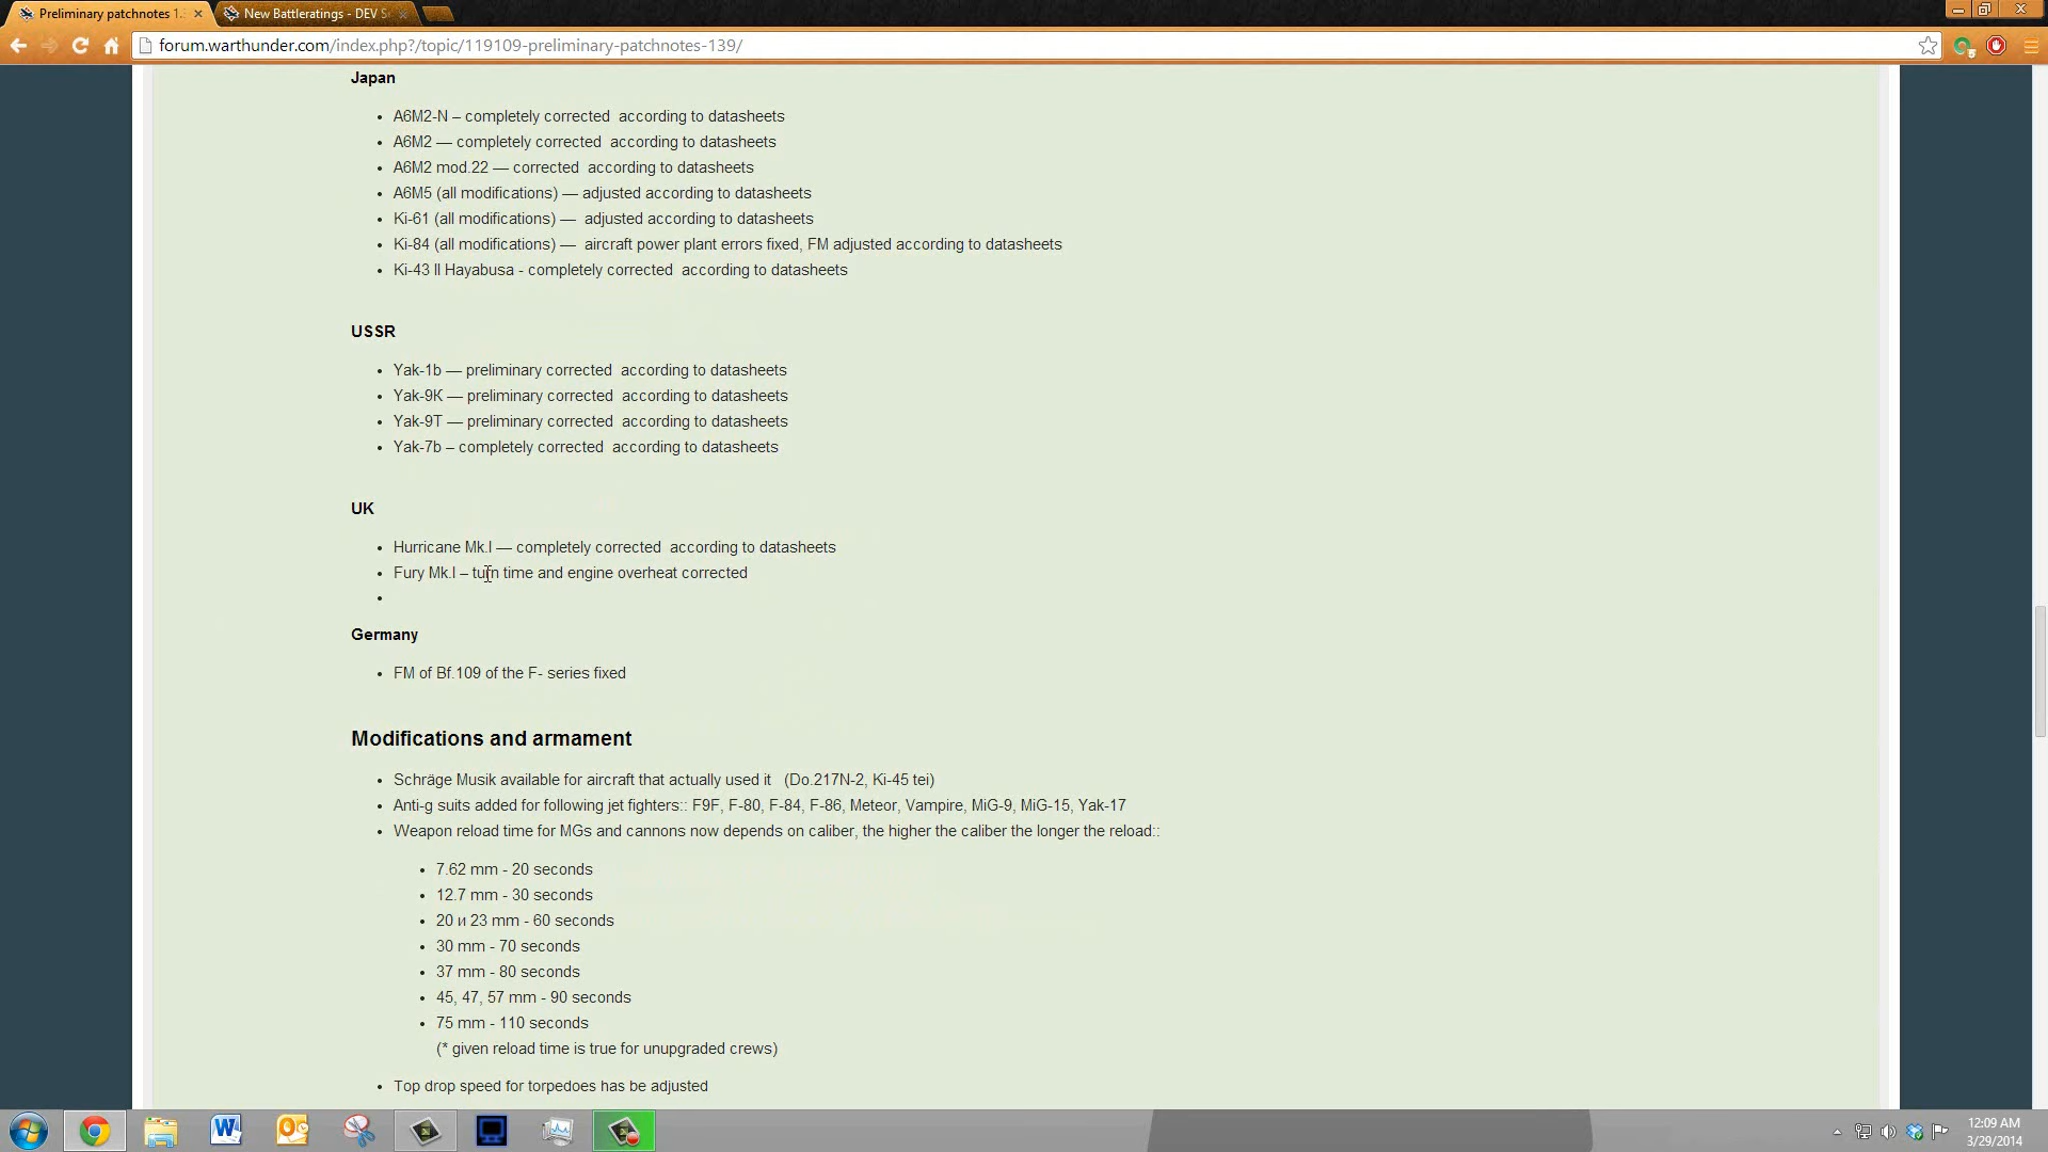 Preliminary patchnotes 1.
New Battleratings - DEV S
forum.warthunder.com/index.php?/topic/119109-preliminary-patchnotes-139/
Japan
A6M2-N – completely corrected  according to datasheets
A6M2 — completely corrected  according to datasheets
A6M2 mod.22 — corrected  according to datasheets
A6M5 (all modifications) — adjusted according to datasheets
Ki-61 (all modifications) —  adjusted according to datasheets
Ki-84 (all modifications) —  aircraft power plant errors fixed, FM adjusted according to datasheets
Ki-43 II Hayabusa - completely corrected  according to datasheets
USSR
Yak-1b — preliminary corrected  according to datasheets
Yak-9K — preliminary corrected  according to datasheets
Yak-9T — preliminary corrected  according to datasheets
Yak-7b – completely corrected  according to datasheets
UK
Hurricane Mk.I — completely corrected  according to datasheets
Fury Mk.I – turn time and engine overheat corrected
Germany
FM of Bf.109 of the F- series fixed
Modifications and armament
Schräge Musik available for aircraft that actually used it   (Do.217N-2, Ki-45 tei)
Anti-g suits added for following jet fighters:: F9F, F-80, F-84, F-86, Meteor, Vampire, MiG-9, MiG-15, Yak-17
Weapon reload time for MGs and cannons now depends on caliber, the higher the caliber the longer the reload::
7.62 mm - 20 seconds
12.7 mm - 30 seconds
20 и 23 mm - 60 seconds
30 mm - 70 seconds
37 mm - 80 seconds
45, 47, 57 mm - 90 seconds
75 mm - 110 seconds
(* given reload time is true for unupgraded crews)
Top drop speed for torpedoes has be adjusted
12:09 AM
3/29/2014